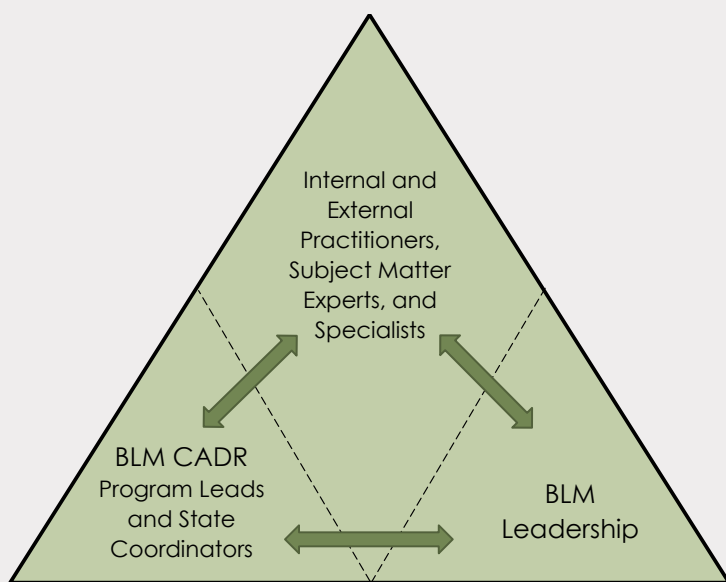 Internal and
External
Practitioners,
Subject Matter
Experts, and
Specialists
BLM CADR
Program Leads
and State
Coordinators
BLM
Leadership